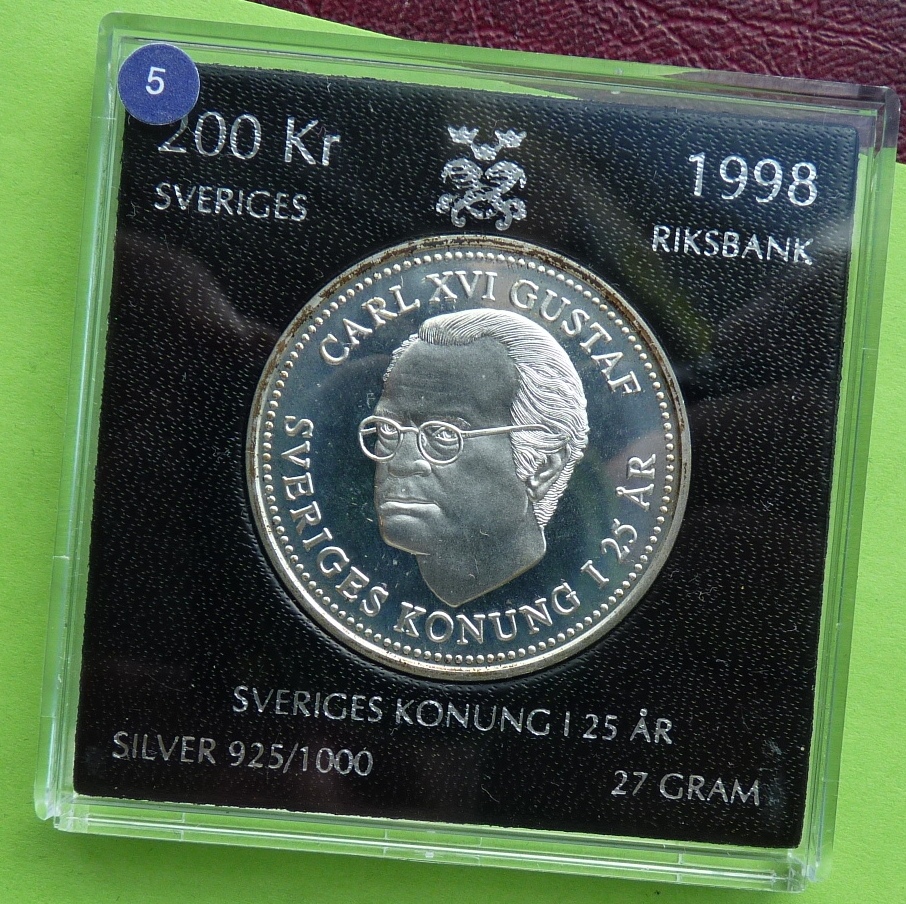 5
200 Kr
SVERIGES
1998
RIKSBANK
CARL XVI GUSTAF
SVERIGES KONUNG I 25 ÅR
SVERIGES KONUNG I 25 ÅR
SILVER 925/1000
27 GRAM